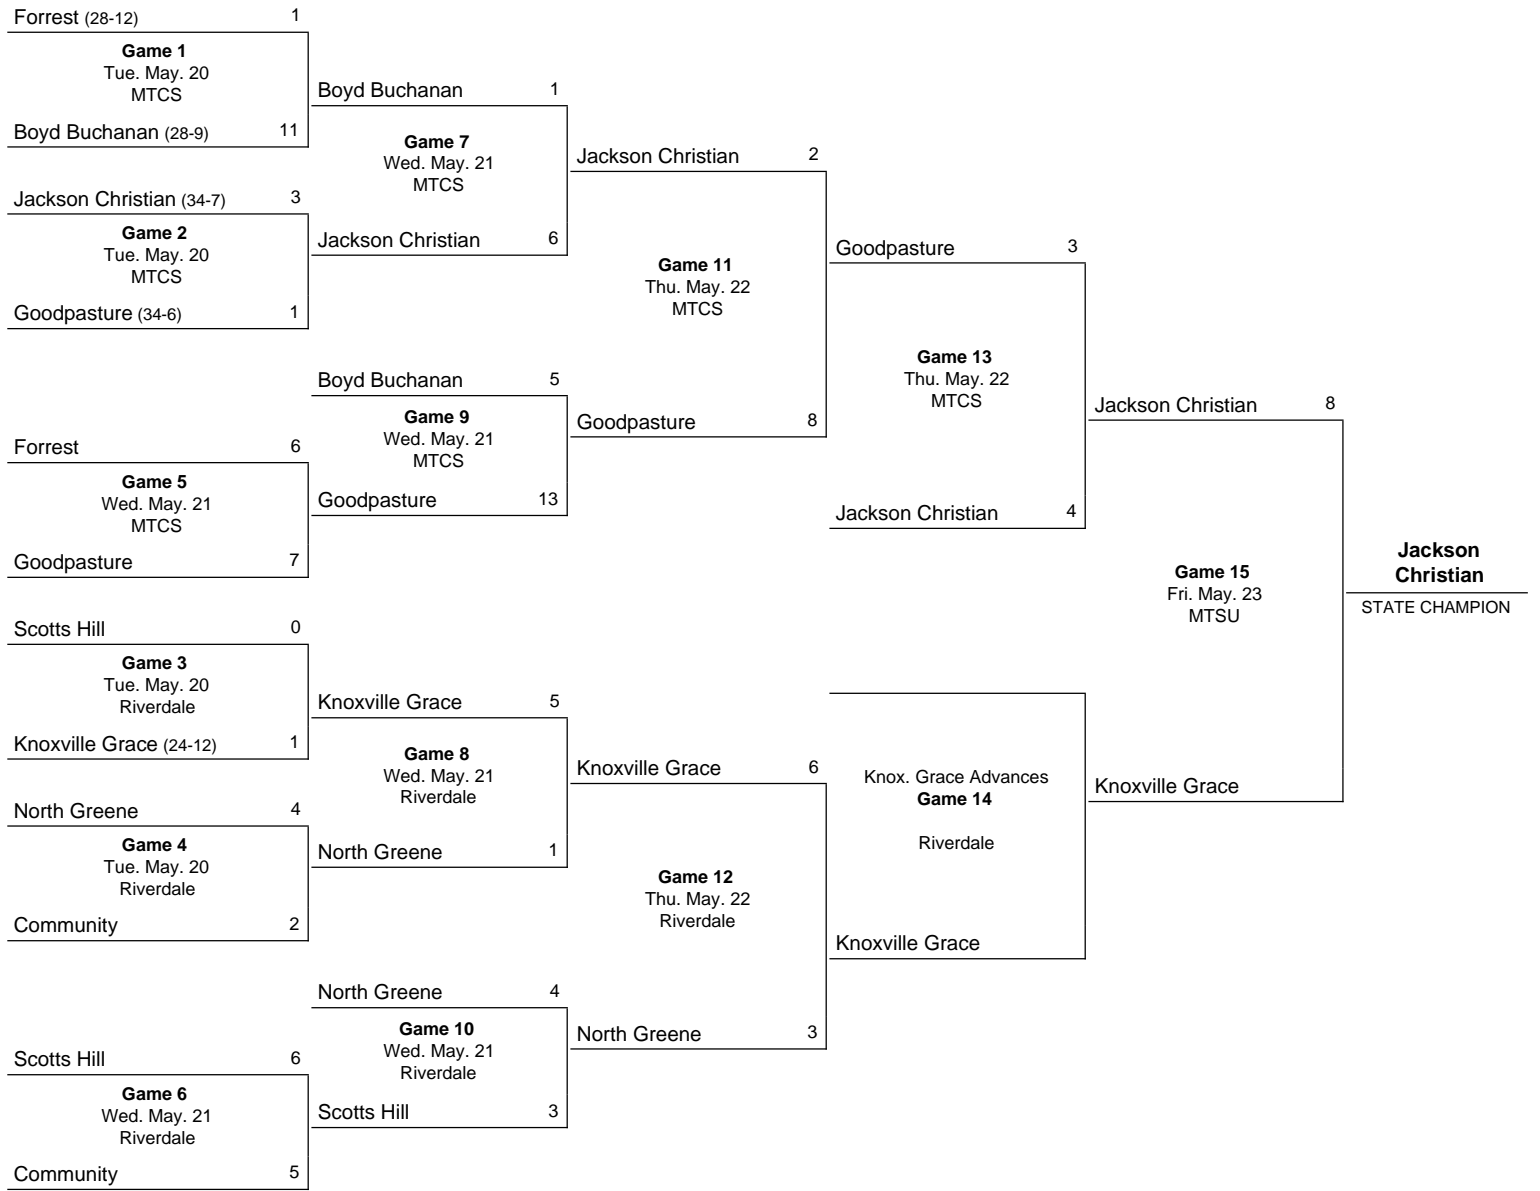 Forrest (28-12) 1
Game 1
Tue. May. 20
MTCS
Boyd Buchanan (28-9) 11
Jackson Christian (34-7) 3
Game 2
Tue. May. 20
MTCS
Goodpasture (34-6) 1
Forrest 6
Game 5
Wed. May. 21
MTCS
Goodpasture 7
Scotts Hill 0
Game 3
Tue. May. 20
Riverdale
Knoxville Grace (24-12) 1
North Greene 4
Game 4
Tue. May. 20
Riverdale
Community 2
Scotts Hill 6
Game 6
Wed. May. 21
Riverdale
Community 5
Boyd Buchanan 1
Game 7
Wed. May. 21
MTCS
Jackson Christian 6
Boyd Buchanan 5
Game 9
Wed. May. 21
MTCS
Goodpasture 13
Knoxville Grace 5
Game 8
Wed. May. 21
Riverdale
North Greene 1
North Greene 4
Game 10
Wed. May. 21
Riverdale
Scotts Hill 3
Jackson Christian 2
Game 11
Thu. May. 22
MTCS
Goodpasture 8
Knoxville Grace 6
Game 12
Thu. May. 22
Riverdale
North Greene 3
Goodpasture 3
Game 13
Thu. May. 22
MTCS
Jackson Christian 4
Knox. Grace Advances
Game 14
Riverdale
Knoxville Grace
Jackson Christian 8
Game 15
Fri. May. 23
MTSU
Knoxville Grace
Jackson
Christian
STATE CHAMPION